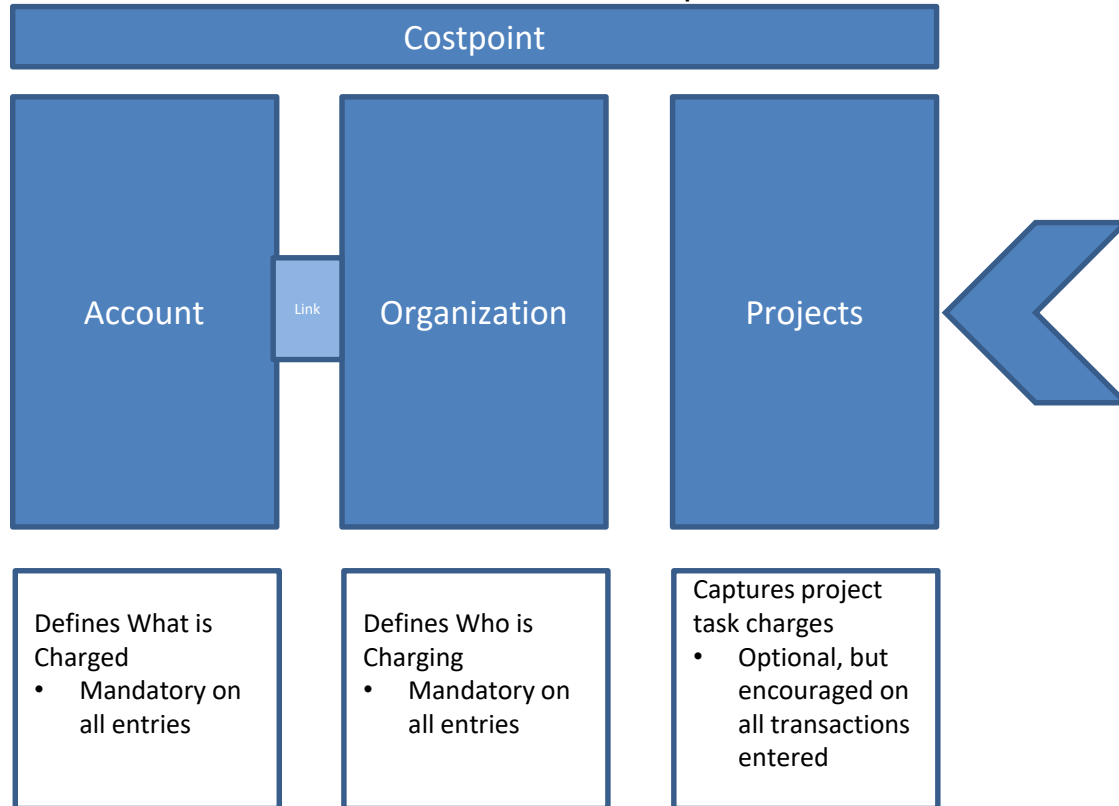 Costpoint
Account
Link
Organization
Projects
Defines What is
Charged
• Mandatory on
all entries
Defines Who is
Charging
• Mandatory on
all entries
Captures project
task charges
• Optional, but
encouraged on
all transactions
entered